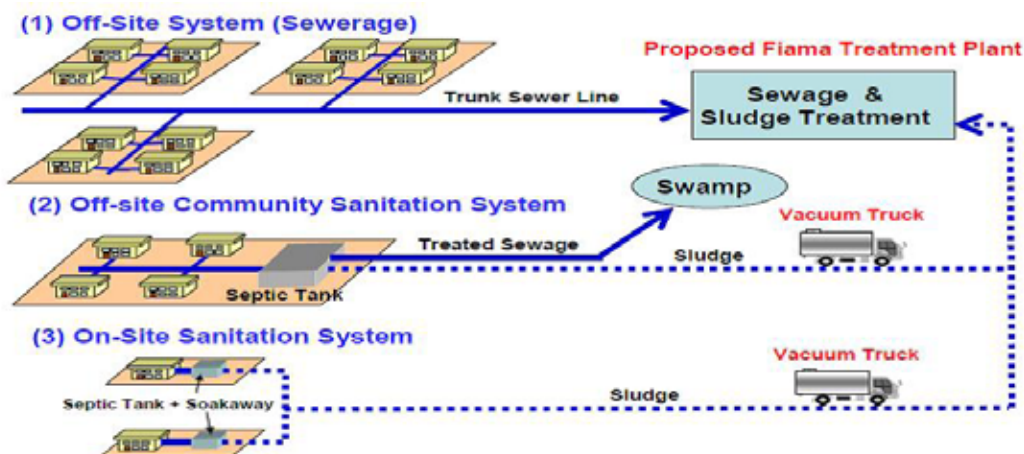 (1) Off-Site System (Sewerage)
Proposed Fiama Treatment Plant
Trunk Sewer Line
Sewage &
Sludge Treatment
Swamp
(2) Off-site Community Sanitation System
Vacuum Truck
Treated Sewage
Sludge
Septic Tank
(3) On-Site Sanitation System
Vacuum Truck
Septic Tank + Soakaway
Sludge